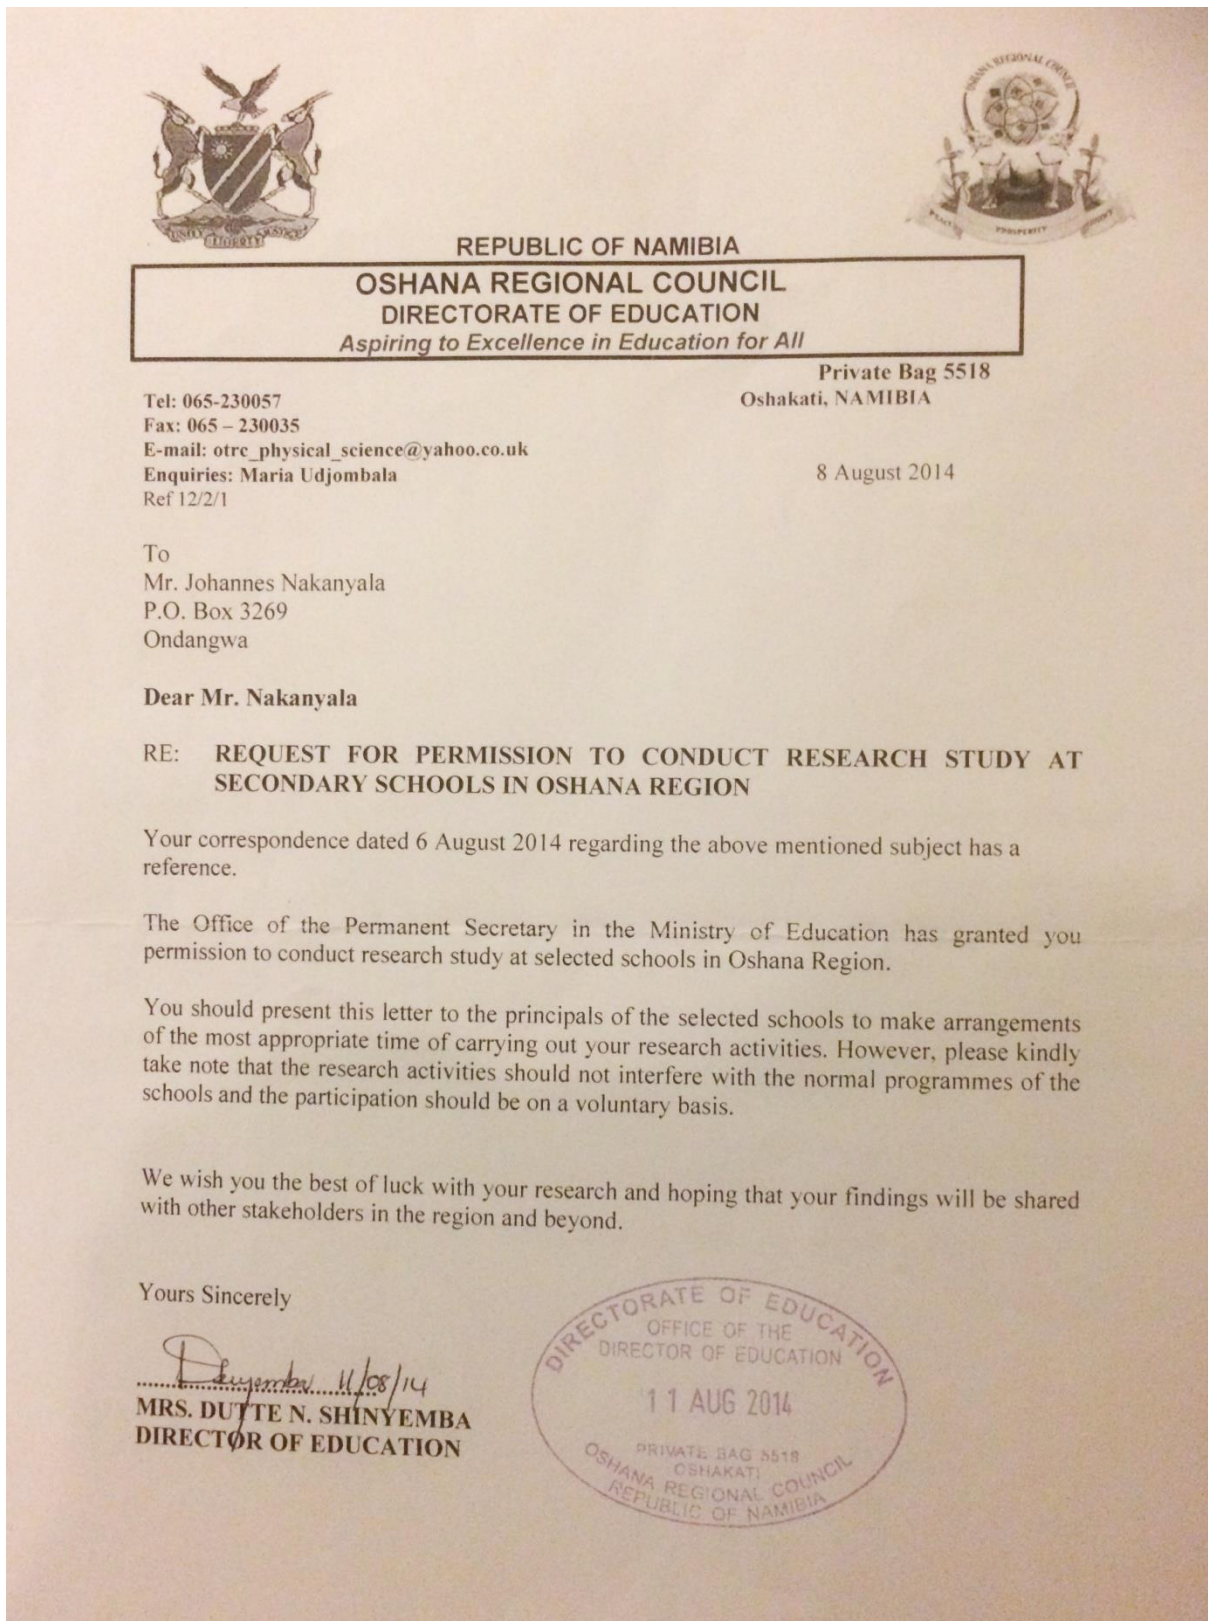 OSHANA REGIONAL COUNCIL
UNITY LIBERTY JUSTICE
PROSPERITY
REPUBLIC OF NAMIBIA
OSHANA REGIONAL COUNCIL
DIRECTORATE OF EDUCATION
Aspiring to Excellence in Education for All
Private Bag 5518
Tel: 065-230057
Oshakati, NAMIBIA
Fax: 065 – 230035
E-mail: otrc_physical_science@yahoo.co.uk
Enquiries: Maria Udjombala
8 August 2014
Ref 12/2/1
To
Mr. Johannes Nakanyala
P.O. Box 3269
Ondangwa
Dear Mr. Nakanyala
RE: REQUEST FOR PERMISSION TO CONDUCT RESEARCH STUDY AT
SECONDARY SCHOOLS IN OSHANA REGION
Your correspondence dated 6 August 2014 regarding the above mentioned subject has a
reference.
The Office of the Permanent Secretary in the Ministry of Education has granted you
permission to conduct research study at selected schools in Oshana Region.
You should present this letter to the principals of the selected schools to make arrangements
of the most appropriate time of carrying out your research activities. However, please kindly
take note that the research activities should not interfere with the normal programmes of the
schools and the participation should be on a voluntary basis.
We wish you the best of luck with your research and hoping that your findings will be shared
with other stakeholders in the region and beyond.
Yours Sincerely
11/08/14
MRS. DUTTE N. SHINYEMBA
DIRECTOR OF EDUCATION
DIRECTORATE OF EDUCATION
OFFICE OF THE
DIRECTOR OF EDUCATION
11 AUG 2014
PRIVATE BAG 5518
OSHAKATI
OSHANA REGIONAL COUNCIL
REPUBLIC OF NAMIBIA